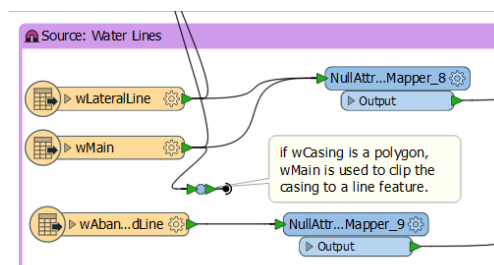 Source: Water Lines
wLateralLine
NullAttr...Mapper_8
Output
wMain
if wCasing is a polygon,
wMain is used to clip the
casing to a line feature.
wAban...dLine
NullAttr...Mapper_9
Output